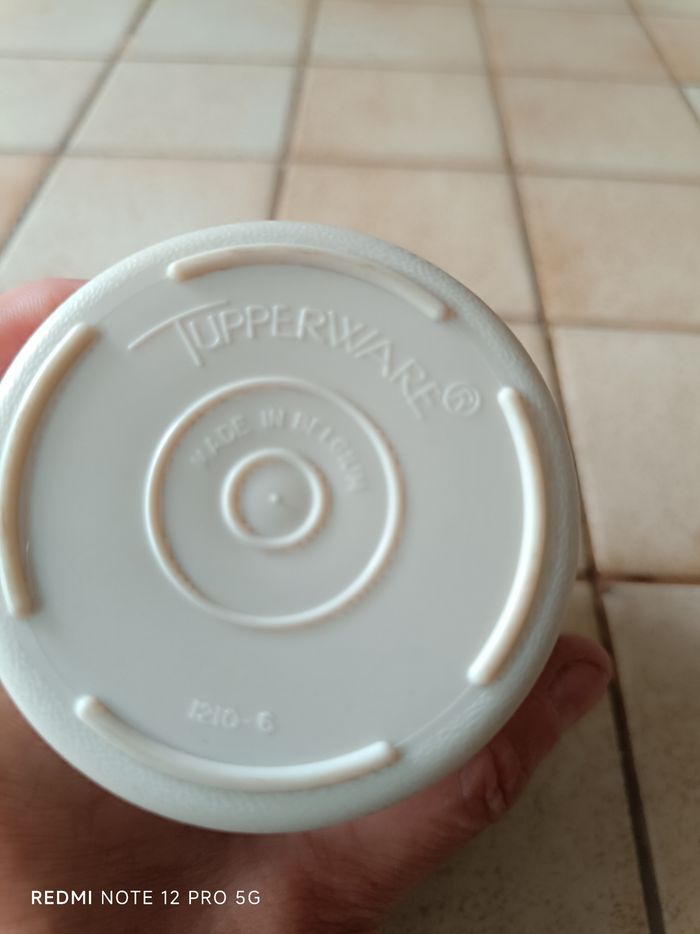 TUPPERWARE®
MADE IN BELGIUM
1210-6
REDMI NOTE 12 PRO 5G